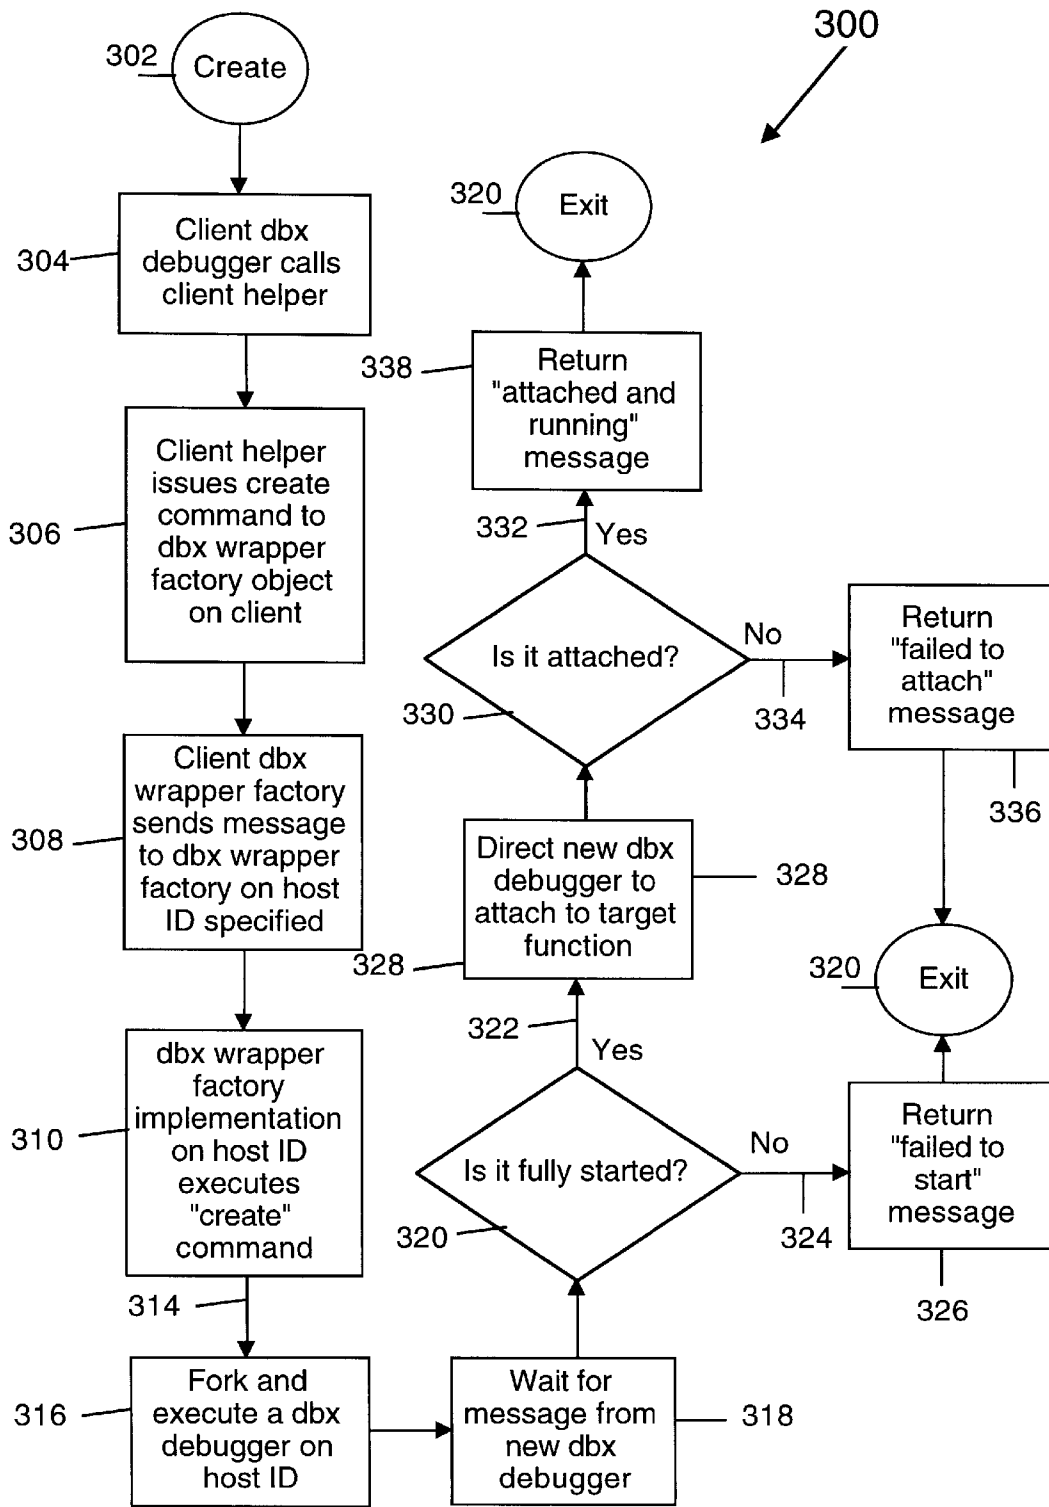 300
302
Create
304
Client dbx
debugger calls
client helper
306
Client helper
issues create
command to
dbx wrapper
factory object
on client
308
Client dbx
wrapper factory
sends message
to dbx wrapper
factory on host
ID specified
310
dbx wrapper
factory
implementation
on host ID
executes
"create"
command
314
316
Fork and
execute a dbx
debugger on
host ID
Wait for
message from
new dbx
debugger
318
Is it fully started?
320
No
324
Return
"failed to
start"
message
326
322
Yes
Direct new dbx
debugger to
attach to target
function
328
328
Is it attached?
330
No
334
Return
"failed to
attach"
message
336
320
Exit
332
Yes
338
Return
"attached and
running"
message
320
Exit